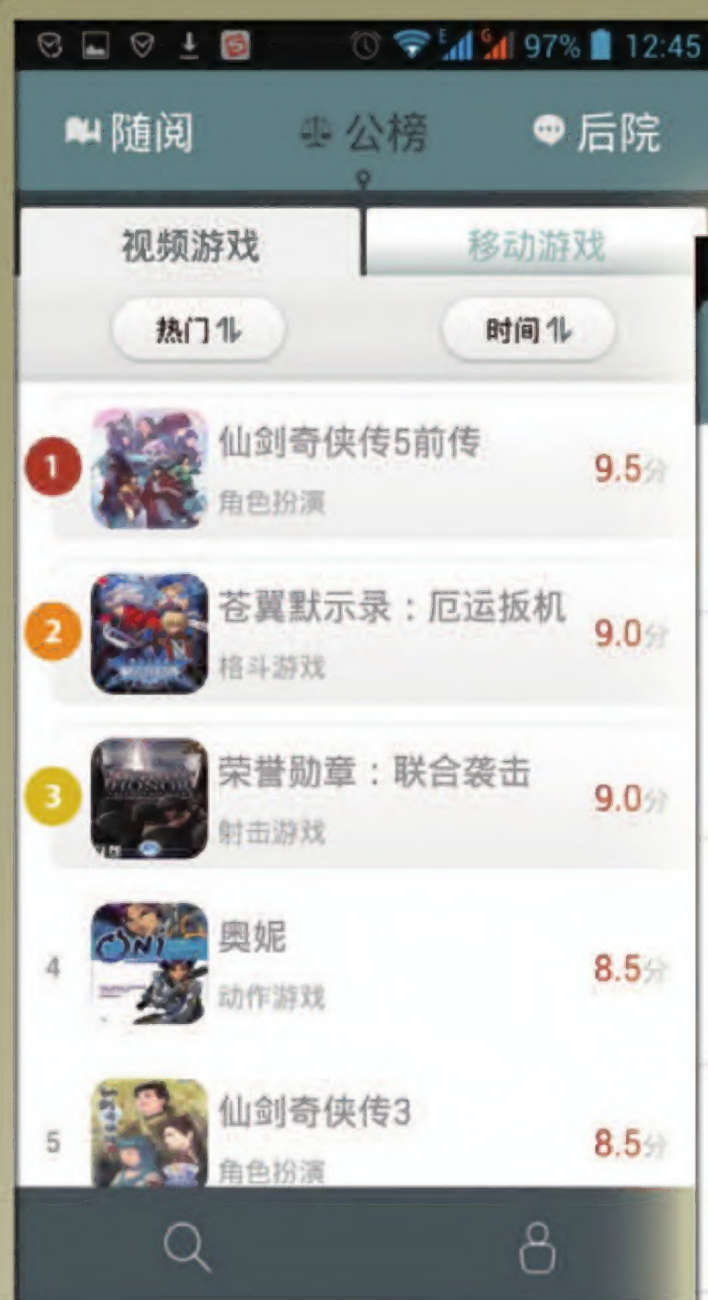 E G 97% 12:45
随阅 公榜 后院
视频游戏 移动游戏
热门 时间
1
仙剑奇侠传5前传
9.5分
角色扮演
2
苍翼默示录：厄运扳机
9.0分
格斗游戏
3
荣誉勋章：联合袭击
9.0分
射击游戏
ONI
4
奥妮
8.5分
动作游戏
5
仙剑奇侠传3
8.5分
角色扮演